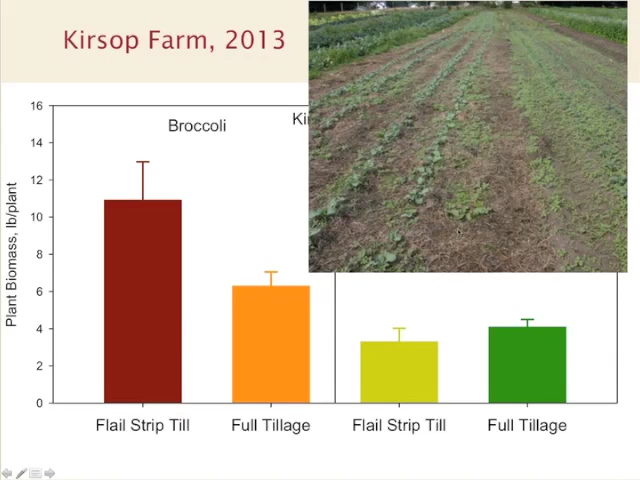 Kirsop Farm, 2013
Broccoli
Plant Biomass, lb/plant
16
14
12
10
8
6
4
2
0
Flail Strip Till Full Tillage Flail Strip Till Full Tillage